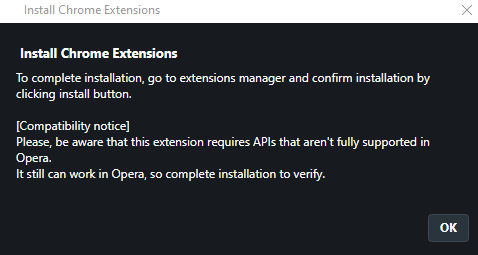 Install Chrome Extensions
Install Chrome Extensions
To complete installation, go to extensions manager and confirm installation by
clicking install button.
[Compatibility notice]
Please, be aware that this extension requires APIs that aren't fully supported in
Opera.
It still can work in Opera, so complete installation to verify.
OK